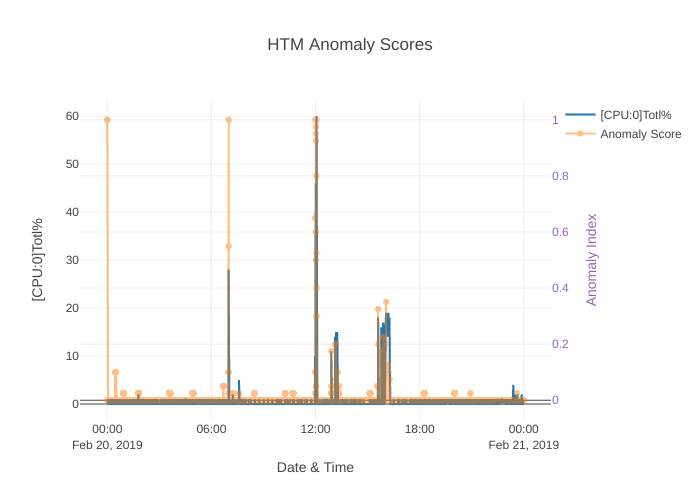 HTM Anomaly Scores
60
50
40
30
20
10
0
[CPU:0]Totl%
1
0.8
0.6
0.4
0.2
0
Anomaly Index
[CPU:0]Totl%
Anomaly Score
00:00
Feb 20, 2019
06:00
12:00
18:00
00:00
Feb 21, 2019
Date & Time